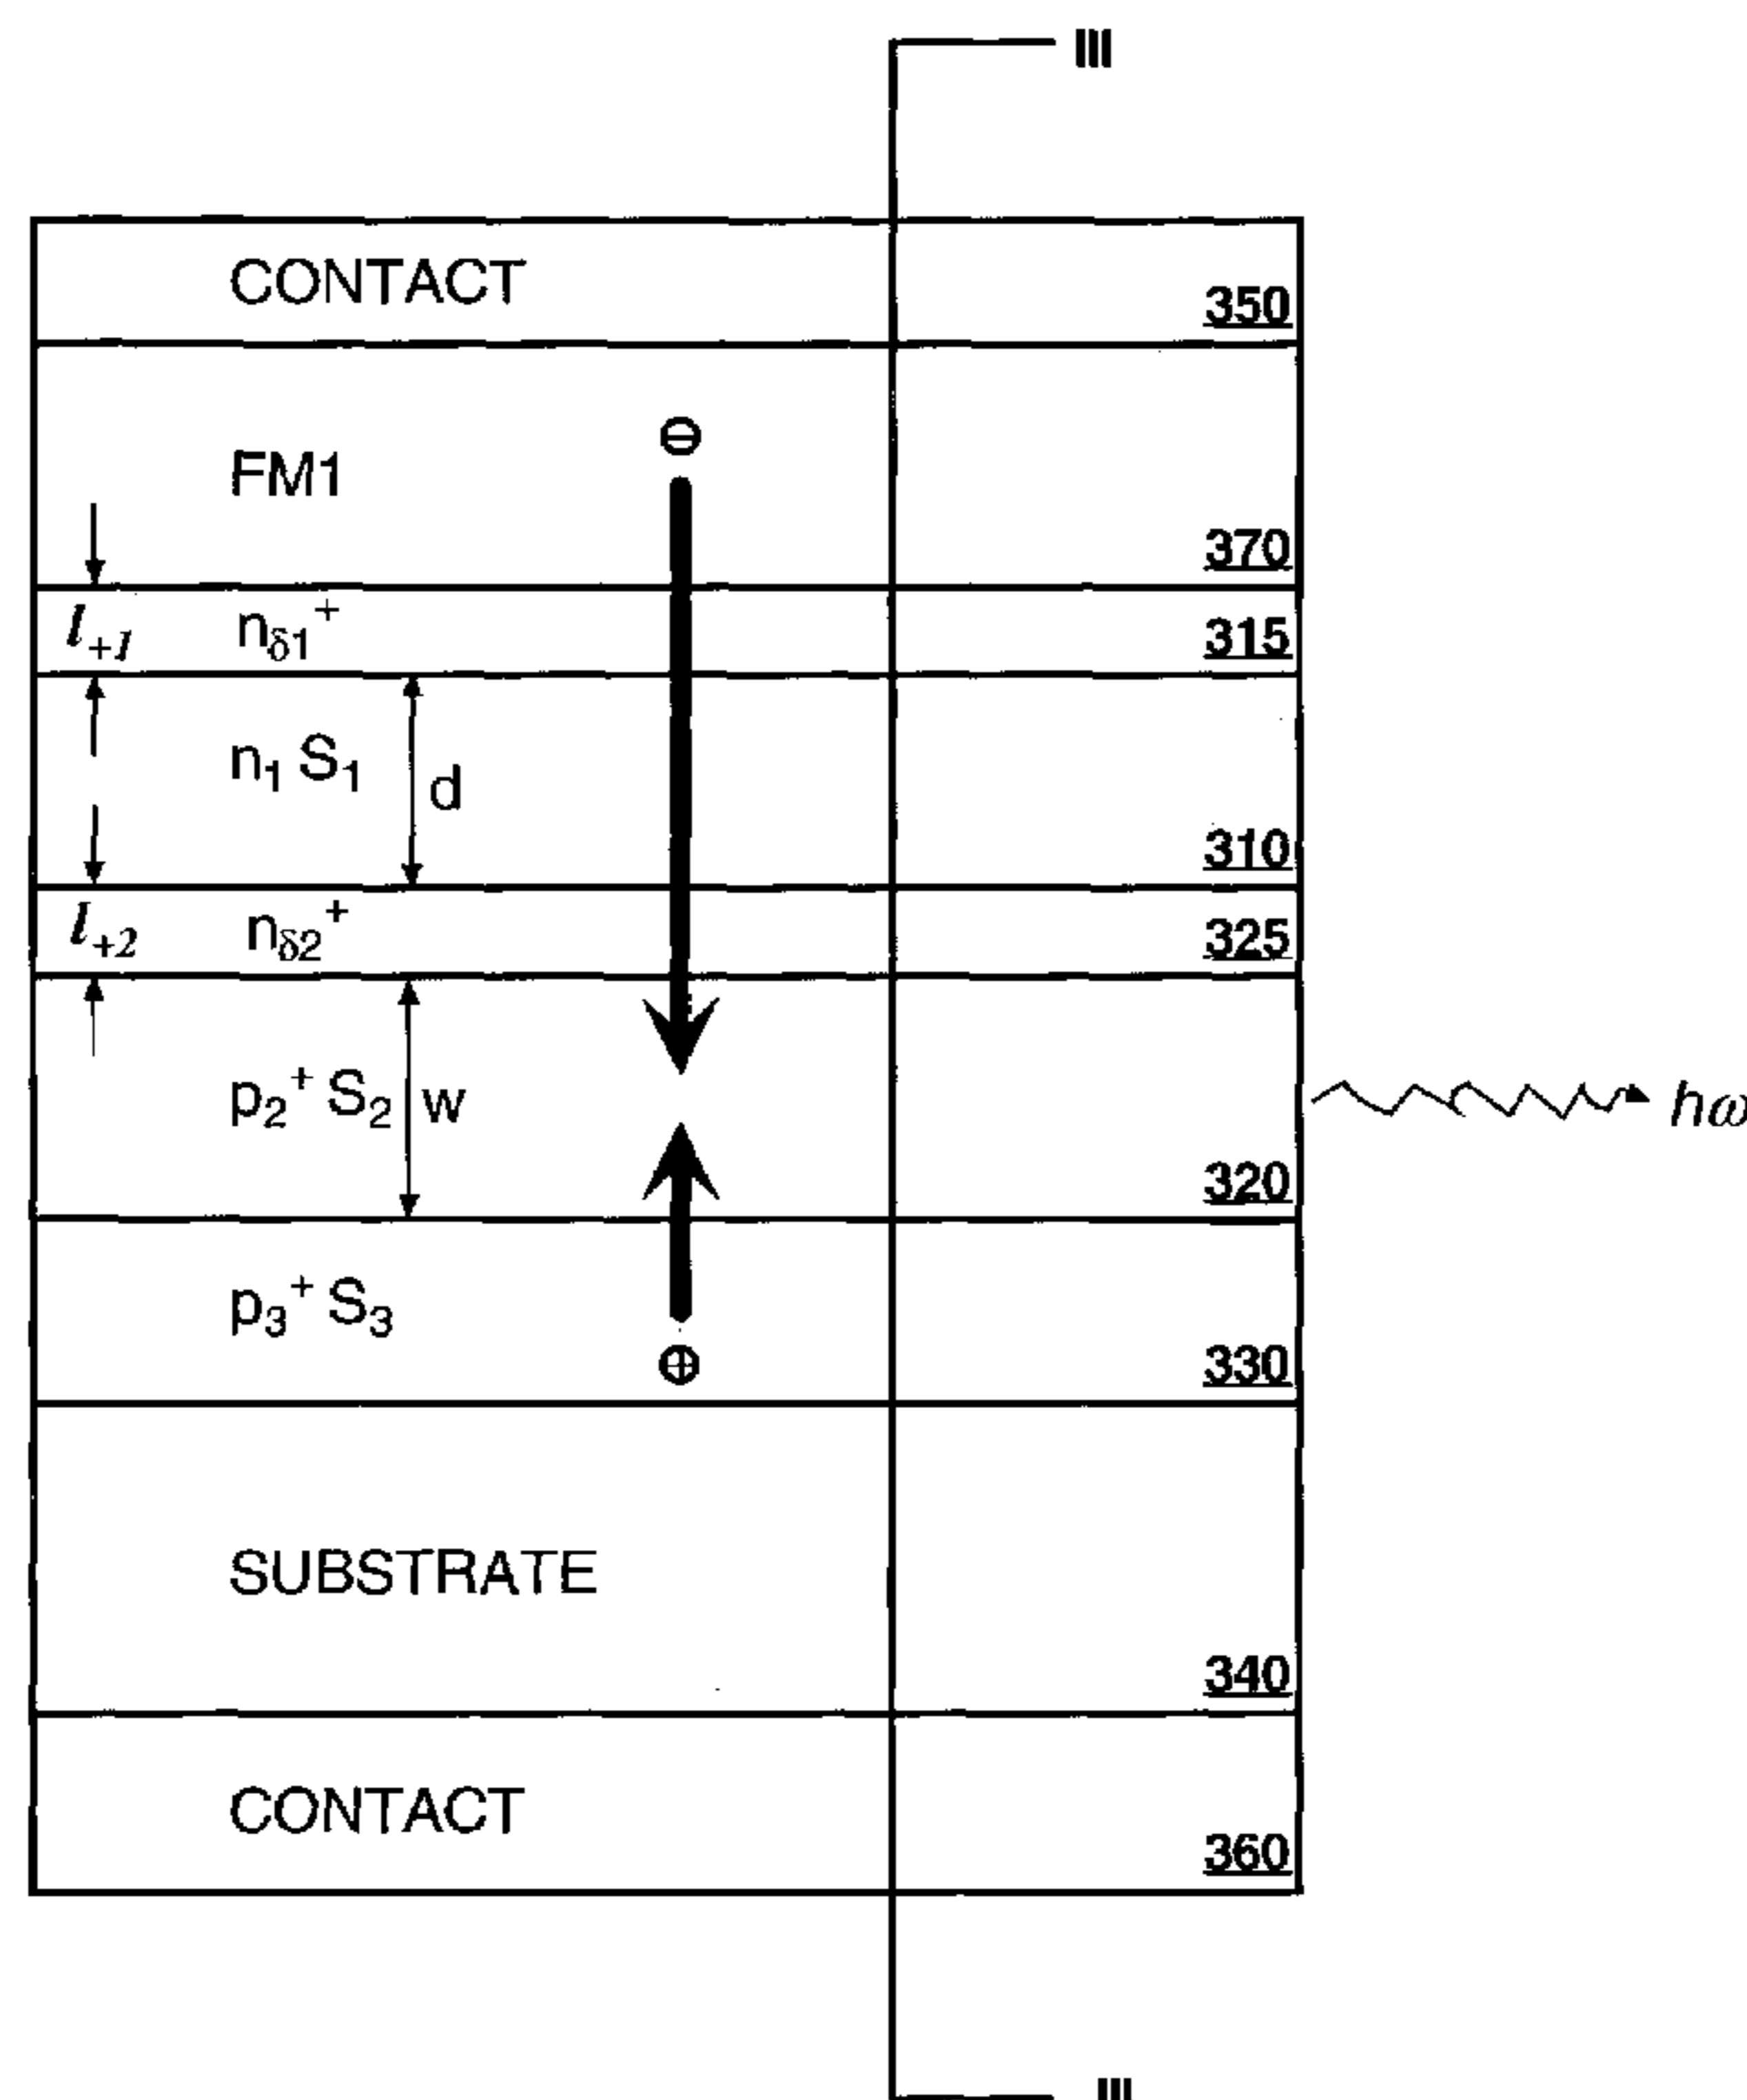 III
CONTACT
350
⊖
FM1
370
l₊₁ nδ1⁺ 315
n₁ S₁ d
310
l₊₂ nδ2⁺ 325
p₂⁺ S₂ w
hω
320
p₃⁺ S₃
⊕
330
SUBSTRATE
340
CONTACT
360
III